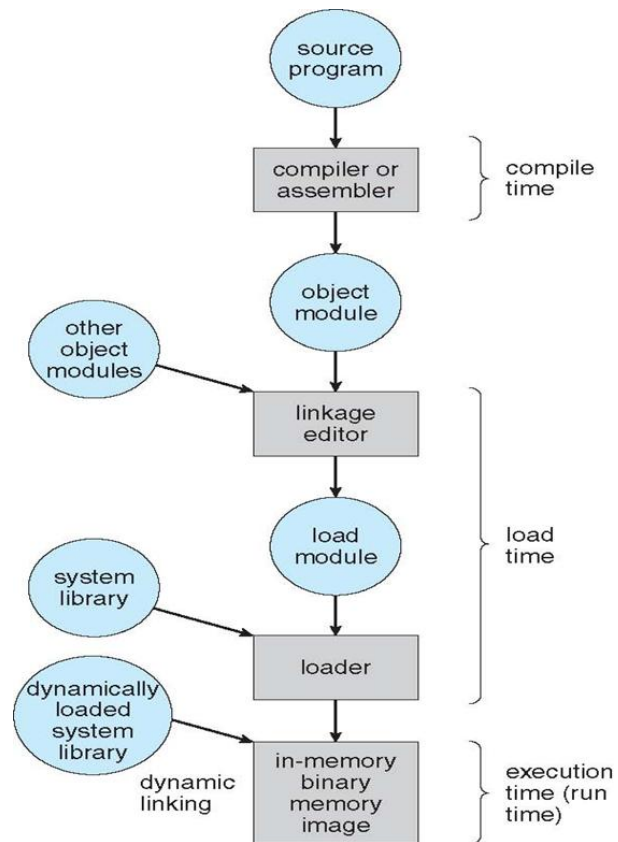 source
program
compiler or
assembler
compile
time
object
module
other
object
modules
linkage
editor
load
module
load
time
system
library
loader
dynamically
loaded
system
library
dynamic
linking
in-memory
binary
memory
image
execution
time (run
time)